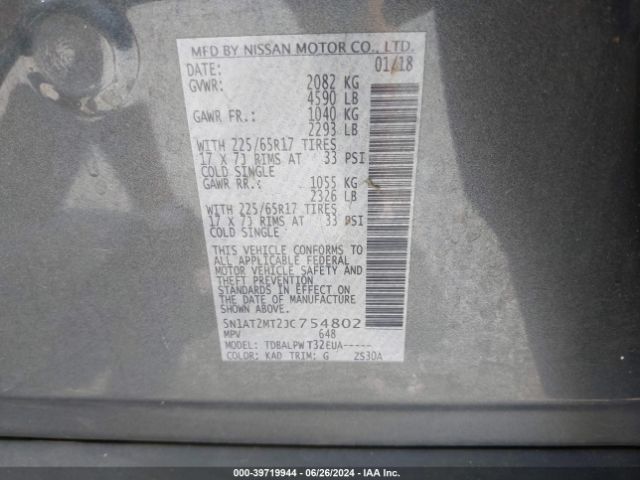 MFD BY NISSAN MOTOR CO., LTD.
DATE: 01/18
GVWR: 2082 KG
4590 LB
GAWR FR.: 1040 KG
2293 LB
WITH 225/65R17 TIRES
17 X 7J RIMS AT 33 PSI
COLD SINGLE
GAWR RR.: 1055 KG
2326 LB
WITH 225/65R17 TIRES
17 X 7J RIMS AT 33 PSI
COLD SINGLE
THIS VEHICLE CONFORMS TO
ALL APPLICABLE FEDERAL
MOTOR VEHICLE SAFETY AND
THEFT PREVENTION
STANDARDS IN EFFECT ON
THE DATE OF MANUFACTURE
SHOWN ABOVE.
5N1AT2MT2JC754802
MPV 648
MODEL: TDBALPWT32EUA-----
COLOR: KAD TRIM: G ZS30A
000-39719944 / 06/26/2024 / IAA Inc.